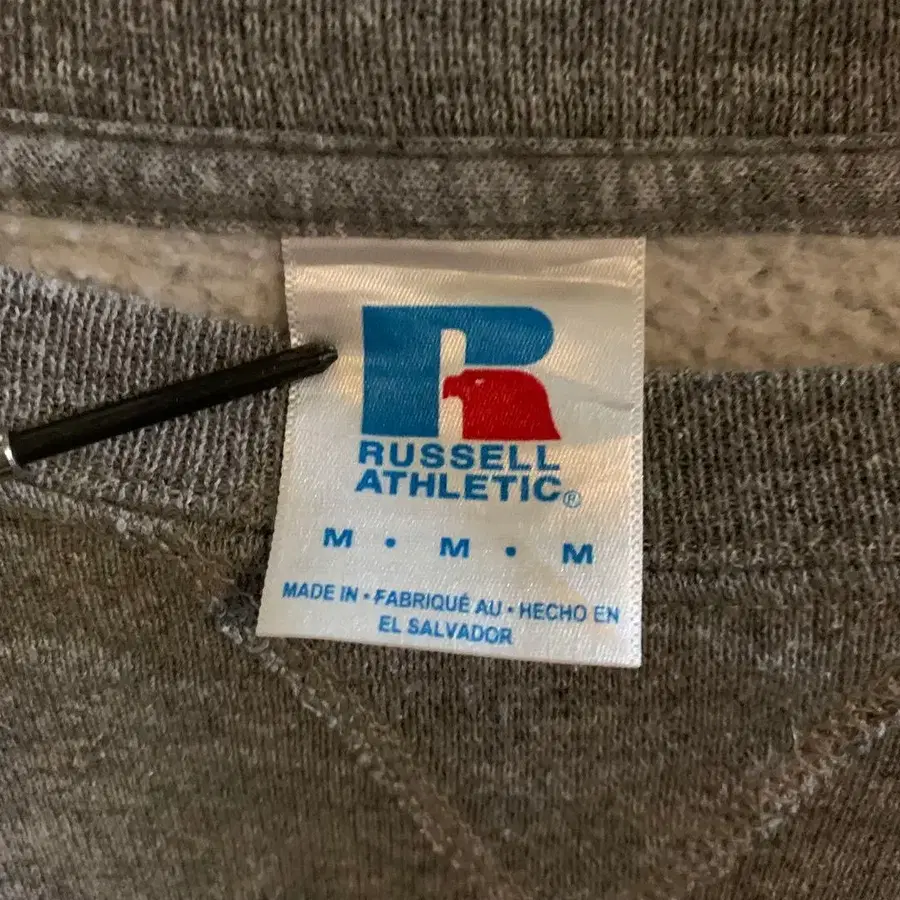 R
RUSSELL
ATHLETIC®
M • M • M
MADE IN • FABRIQUÉ AU • HECHO EN
EL SALVADOR